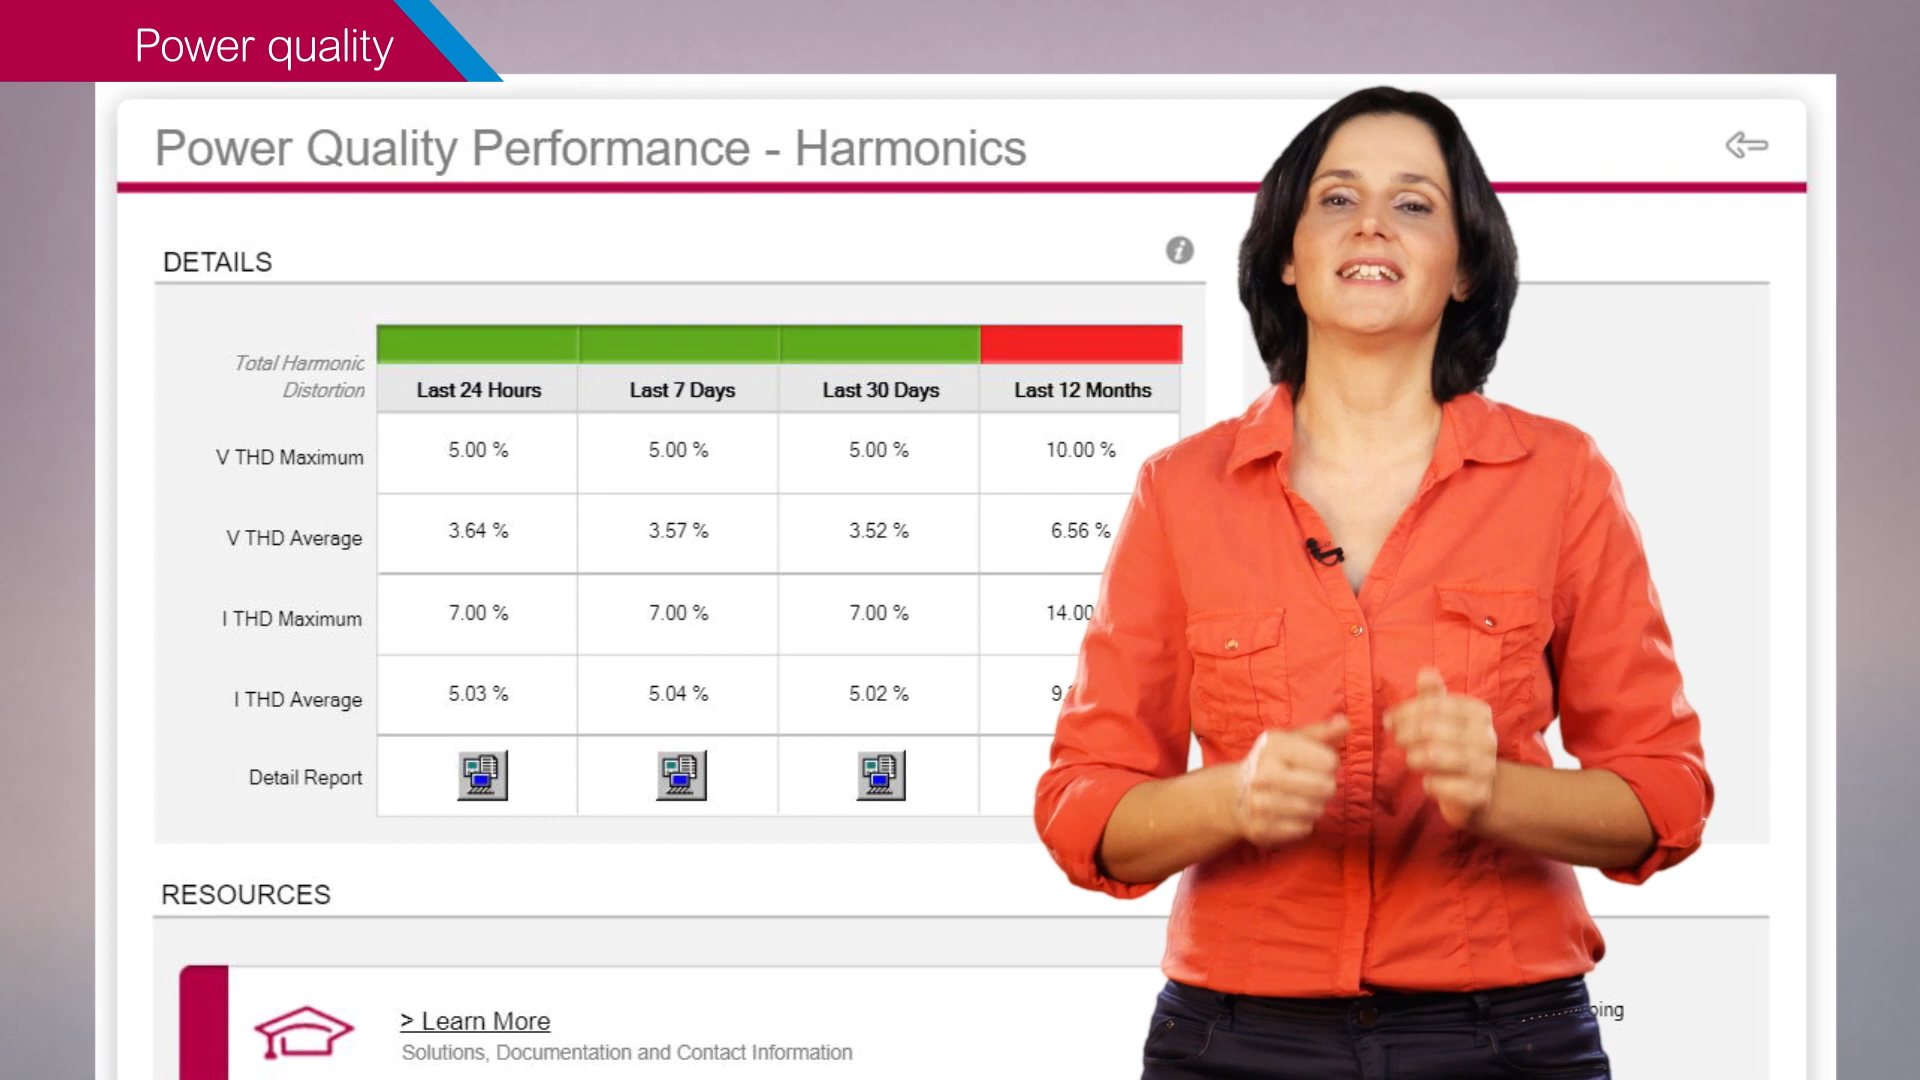 Power quality
Power Quality Performance - Harmonics
DETAILS
Total Harmonic
Distortion
Last 24 Hours Last 7 Days Last 30 Days Last 12 Months
V THD Maximum 5.00 % 5.00 % 5.00 % 10.00 %
V THD Average 3.64 % 3.57 % 3.52 % 6.56 %
I THD Maximum 7.00 % 7.00 % 7.00 % 14.00
I THD Average 5.03 % 5.04 % 5.02 %
Detail Report
RESOURCES
> Learn More
Solutions, Documentation and Contact Information